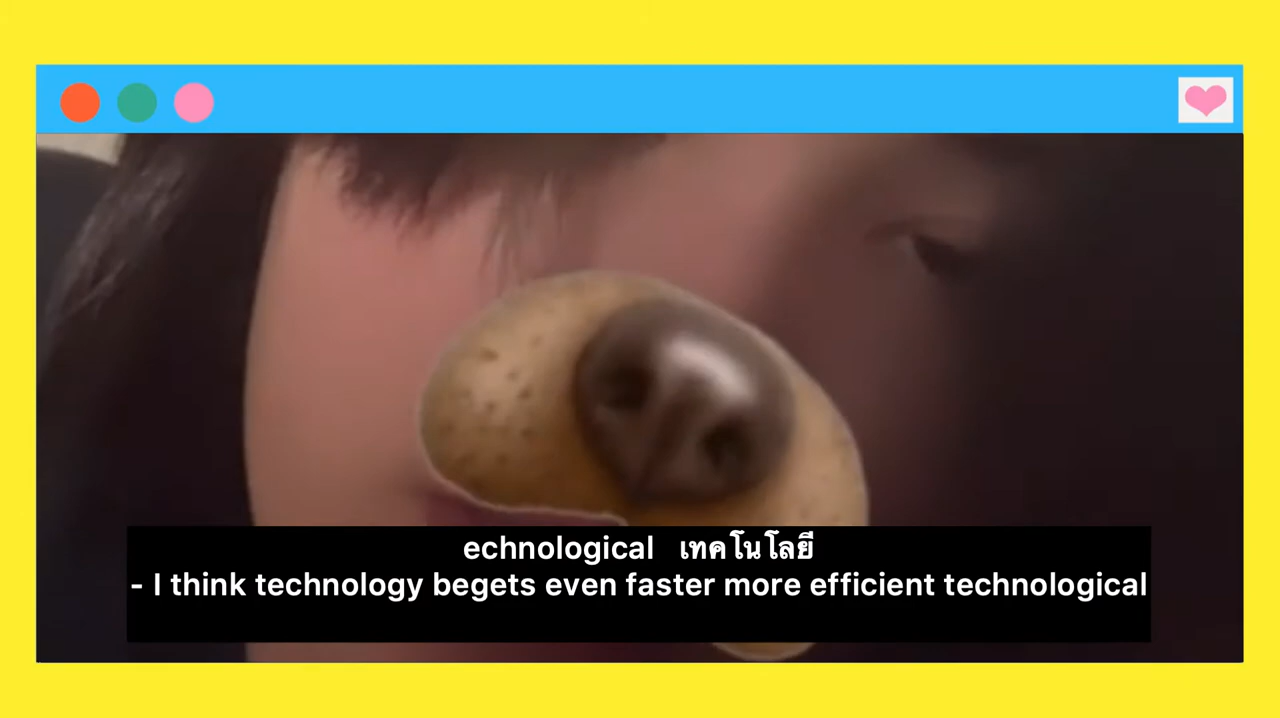 echnological เทคโนโลยี
- I think technology begets even faster more efficient technological